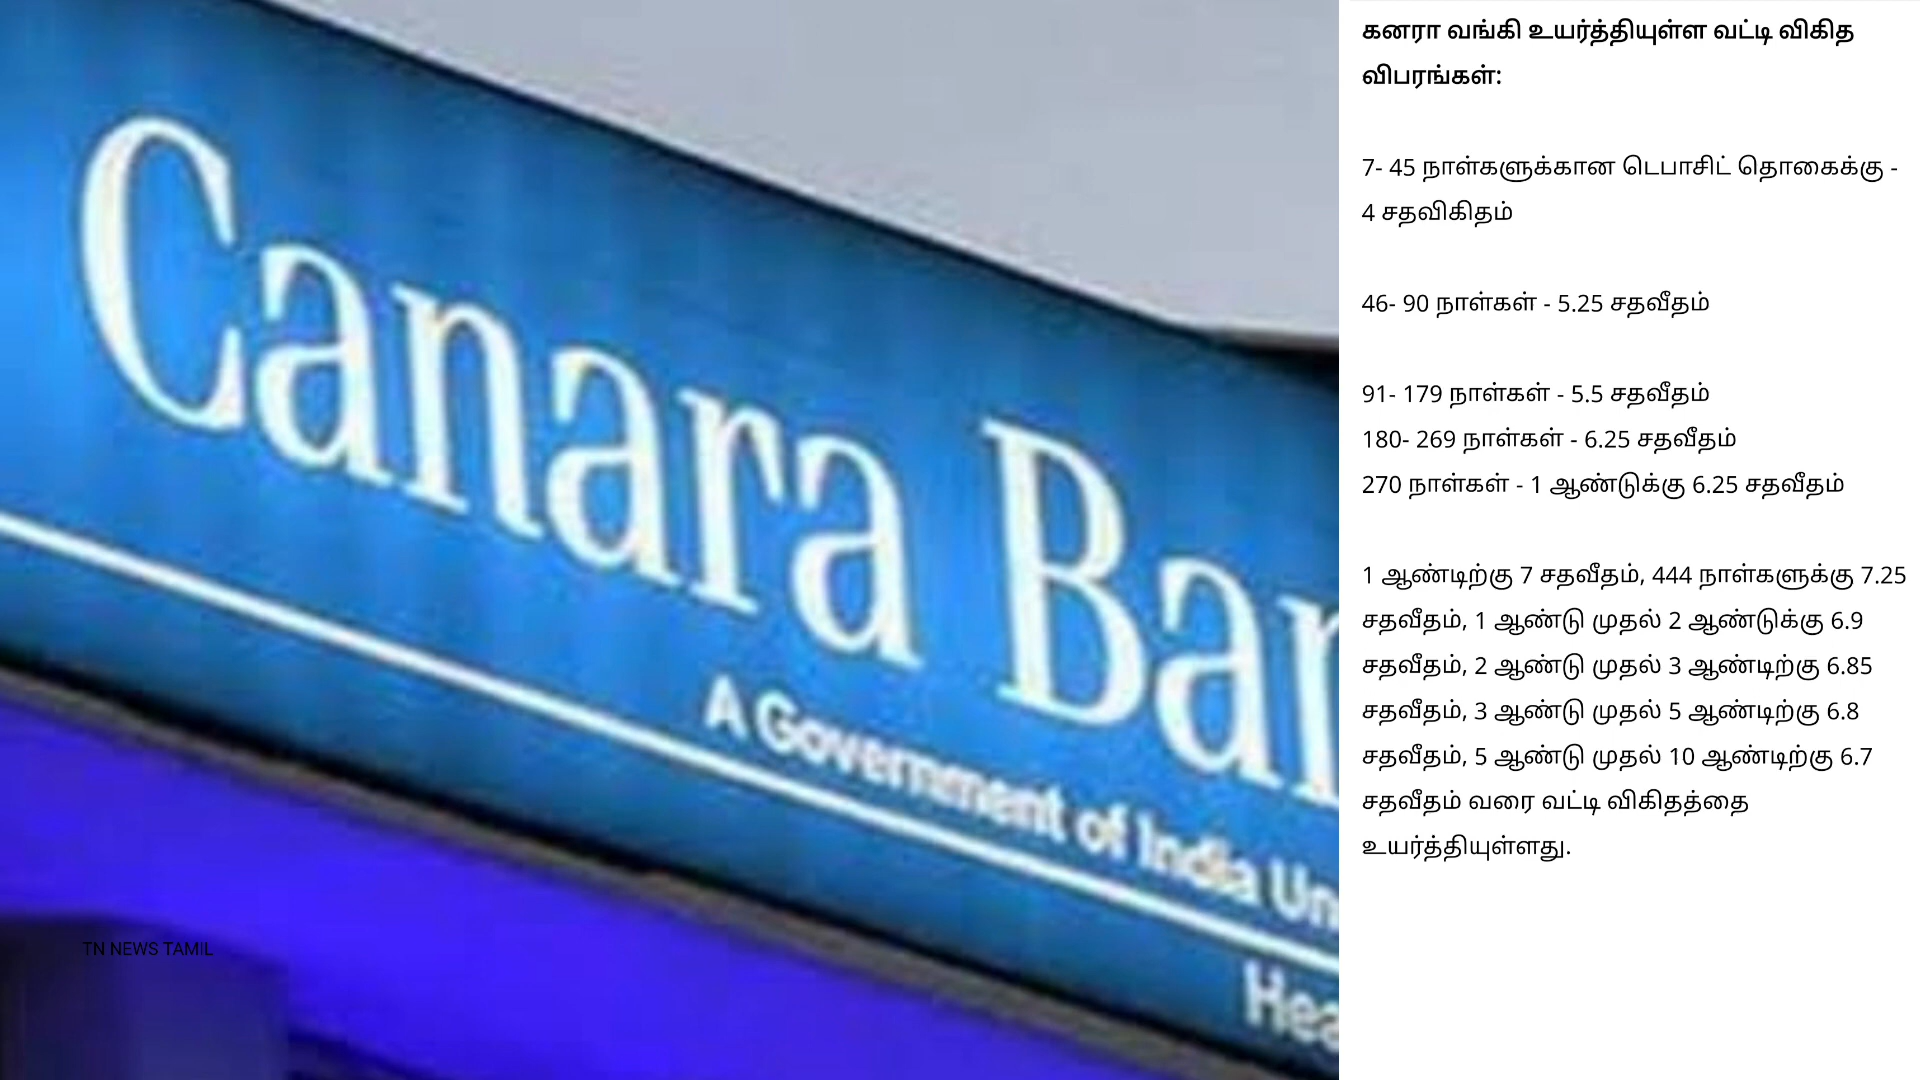 Canara Ban
A Government of India Un
Hea
TN NEWS TAMIL
கனரா வங்கி உயர்த்தியுள்ள வட்டி விகித
விபரங்கள்:
7- 45 நாள்களுக்கான டெபாசிட் தொகைக்கு -
4 சதவிகிதம்
46- 90 நாள்கள் - 5.25 சதவீதம்
91- 179 நாள்கள் - 5.5 சதவீதம்
180- 269 நாள்கள் - 6.25 சதவீதம்
270 நாள்கள் - 1 ஆண்டுக்கு 6.25 சதவீதம்
1 ஆண்டிற்கு 7 சதவீதம், 444 நாள்களுக்கு 7.25
சதவீதம், 1 ஆண்டு முதல் 2 ஆண்டுக்கு 6.9
சதவீதம், 2 ஆண்டு முதல் 3 ஆண்டிற்கு 6.85
சதவீதம், 3 ஆண்டு முதல் 5 ஆண்டிற்கு 6.8
சதவீதம், 5 ஆண்டு முதல் 10 ஆண்டிற்கு 6.7
சதவீதம் வரை வட்டி விகிதத்தை
உயர்த்தியுள்ளது.